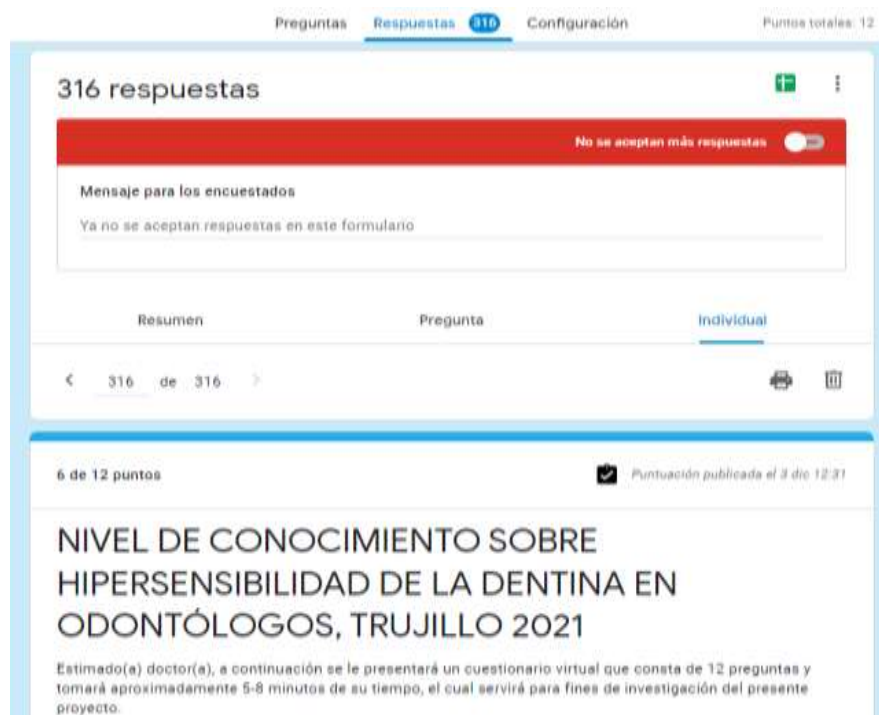 Preguntas Respuestas 316 Configuración Puntos totales: 12
316 respuestas
No se aceptan más respuestas
Mensaje para los encuestados
Ya no se aceptan respuestas en este formulario
Resumen Pregunta Individual
316 de 316
6 de 12 puntos Puntuación publicada el 3 dic 12:31
NIVEL DE CONOCIMIENTO SOBRE
HIPERSENSIBILIDAD DE LA DENTINA EN
ODONTÓLOGOS, TRUJILLO 2021
Estimado(a) doctor(a), a continuación se le presentará un cuestionario virtual que consta de 12 preguntas y
tomará aproximadamente 5-8 minutos de su tiempo, el cual servirá para fines de investigación del presente
proyecto.